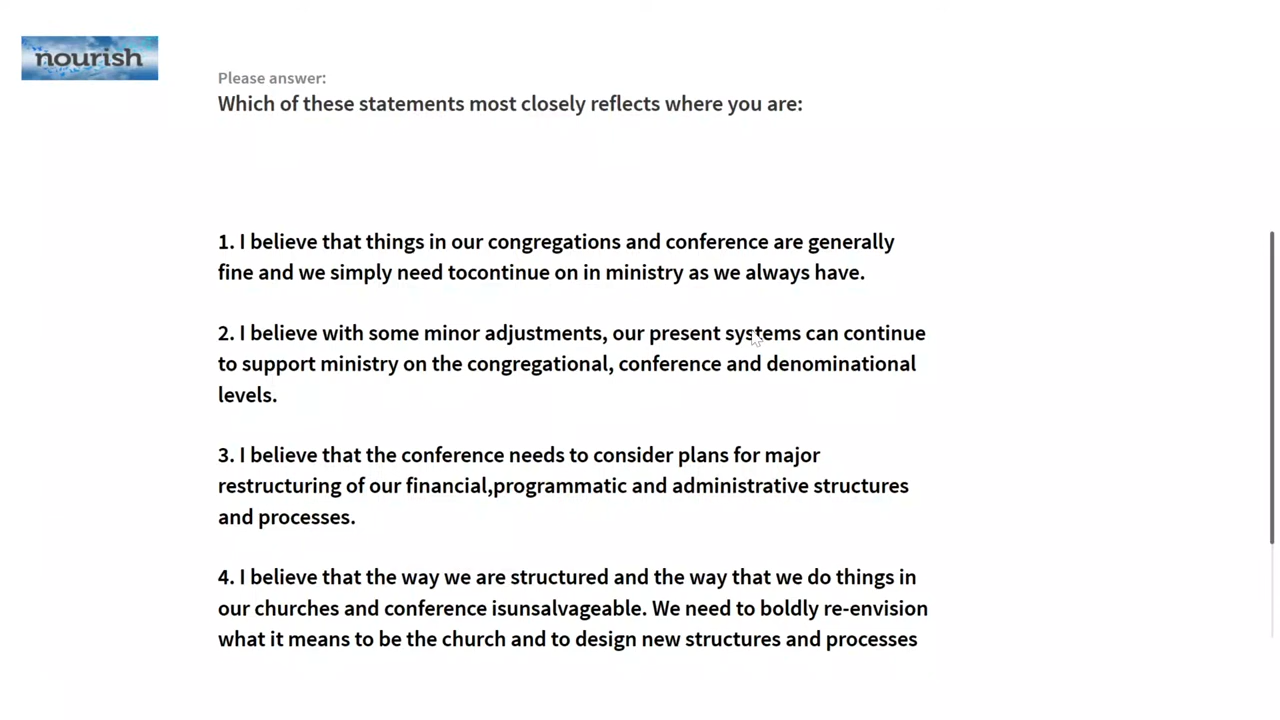 nourish
Please answer:
Which of these statements most closely reflects where you are:
1. I believe that things in our congregations and conference are generally
fine and we simply need tocontinue on in ministry as we always have.
2. I believe with some minor adjustments, our present systems can continue
to support ministry on the congregational, conference and denominational
levels.
3. I believe that the conference needs to consider plans for major
restructuring of our financial,programmatic and administrative structures
and processes.
4. I believe that the way we are structured and the way that we do things in
our churches and conference isunsalvageable. We need to boldly re-envision
what it means to be the church and to design new structures and processes